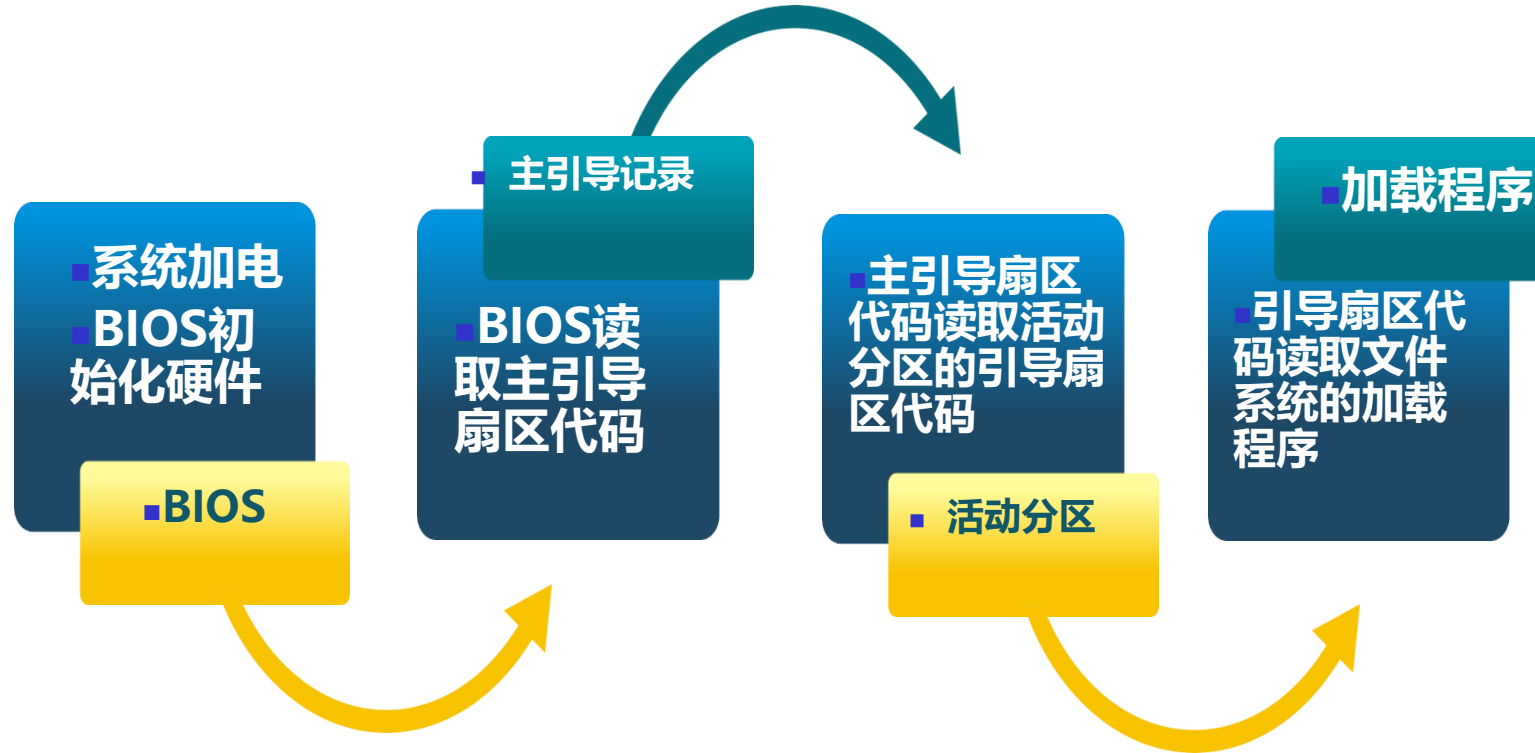 系统加电
BIOS初
始化硬件
BIOS
主引导记录
BIOS读
取主引导
扇区代码
主引导扇区
代码读取活动
分区的引导扇
区代码
活动分区
加载程序
引导扇区代
码读取文件
系统的加载
程序